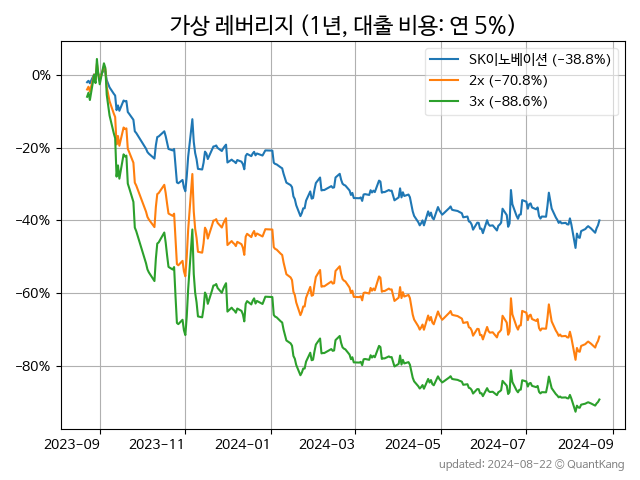 가상 레버리지 (1년, 대출 비용: 연 5%)
SK이노베이션 (−38.8%)
2x (−70.8%)
3x (−88.6%)
0%
−20%
−40%
−60%
−80%
2023-09 2023-11 2024-01 2024-03 2024-05 2024-07 2024-09
updated: 2024-08-22 © QuantKang